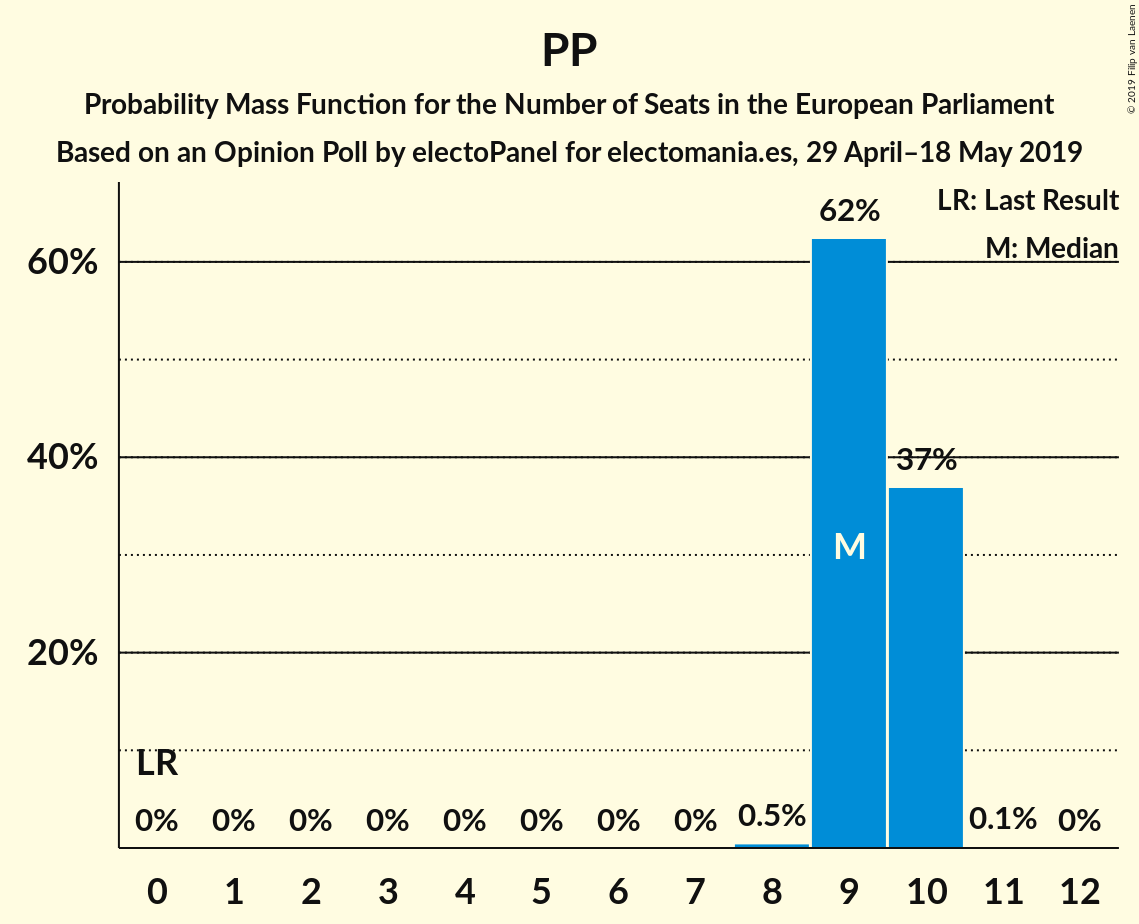 PP
Probability Mass Function for the Number of Seats in the European Parliament
Based on an Opinion Poll by electoPanel for electomania.es, 29 April–18 May 2019
© 2019 Filip van Laenen
LR: Last Result
M: Median
60%
40%
20%
62%
37%
M
LR
0% 0% 0% 0% 0% 0% 0% 0% 0.5% 0.1% 0%
0 1 2 3 4 5 6 7 8 9 10 11 12